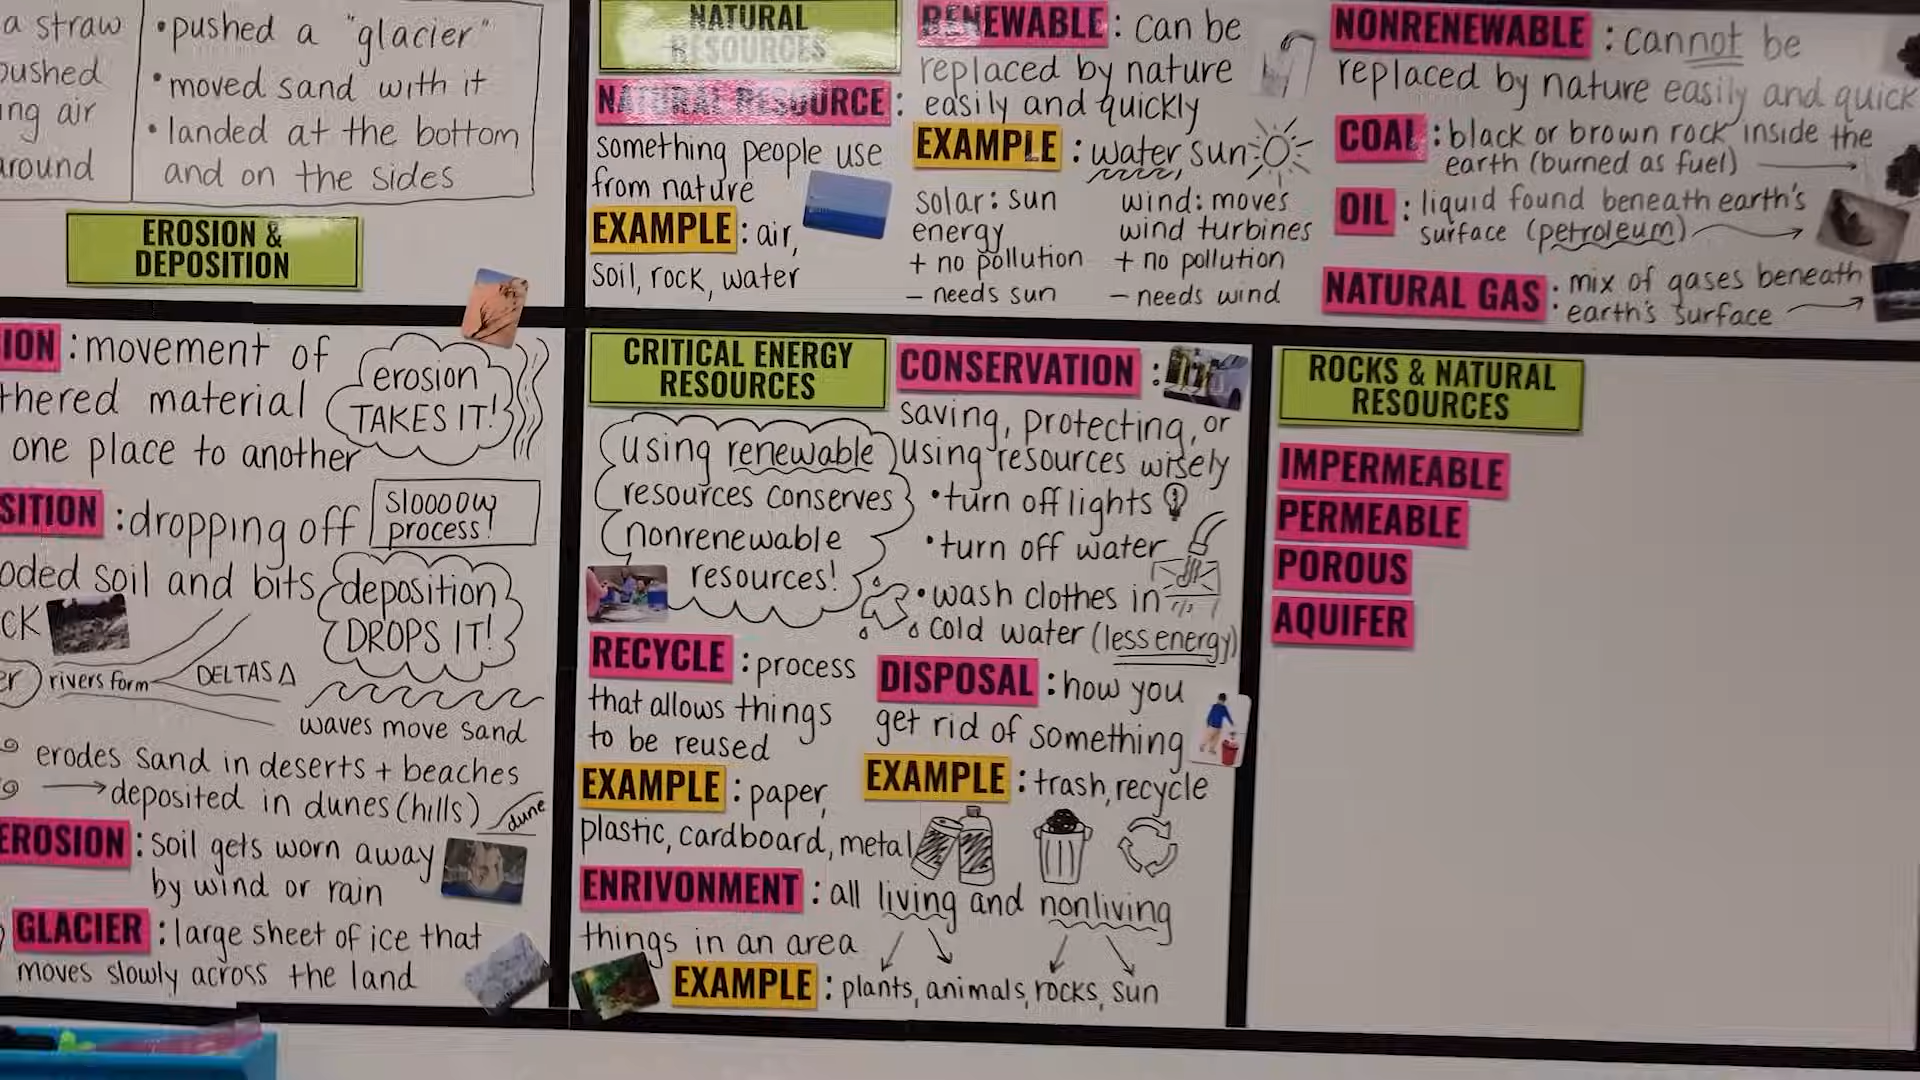 a straw
pushed
ing air
around
•pushed a "glacier"
•moved sand with it
•landed at the bottom
and on the sides
EROSION &
DEPOSITION
ION : movement of
thered material
one place to another
erosion
TAKES IT!
SITION : dropping off
oded soil and bits
CK
slooooow
process!
deposition
DROPS IT!
er
rivers form
DELTAS
waves move sand
erodes sand in deserts + beaches
deposited in dunes (hills)
dune
EROSION : soil gets worn away
by wind or rain
GLACIER : large sheet of ice that
moves slowly across the land
NATURAL
RESOURCES
NATURAL RESOURCE :
something people use
from nature
EXAMPLE : air,
soil, rock, water
RENEWABLE : can be
replaced by nature
easily and quickly
EXAMPLE : water, sun
solar: sun
energy
+ no pollution
- needs sun
wind: moves
wind turbines
+ no pollution
- needs wind
NONRENEWABLE : cannot be
replaced by nature easily and quick
COAL : black or brown rock inside the
earth (burned as fuel)
OIL : liquid found beneath earth's
surface (petroleum)
NATURAL GAS : mix of gases beneath
earth's surface
CRITICAL ENERGY
RESOURCES
using renewable
resources conserves
nonrenewable
resources!
CONSERVATION :
saving, protecting, or
using resources wisely
•turn off lights
•turn off water
•wash clothes in
cold water (less energy)
RECYCLE : process
that allows things
to be reused
EXAMPLE : paper,
plastic, cardboard, metal
DISPOSAL : how you
get rid of something
EXAMPLE : trash, recycle
ENRIVONMENT : all living and nonliving
things in an area
EXAMPLE : plants, animals, rocks, sun
ROCKS & NATURAL
RESOURCES
IMPERMEABLE
PERMEABLE
POROUS
AQUIFER